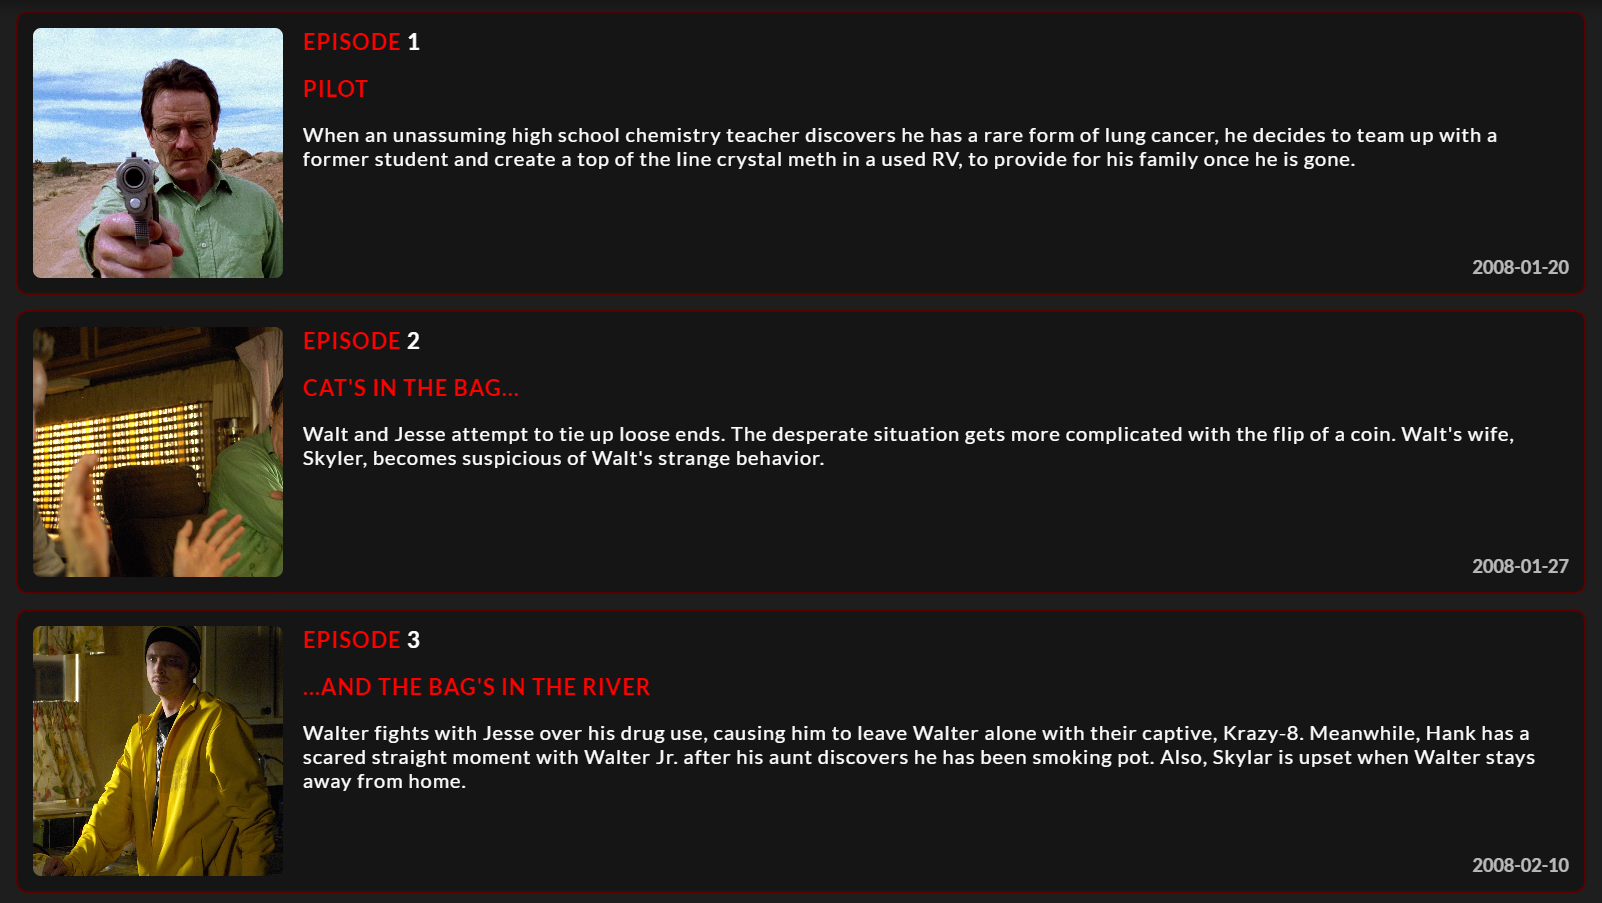 EPISODE 1
PILOT
When an unassuming high school chemistry teacher discovers he has a rare form of lung cancer, he decides to team up with a
former student and create a top of the line crystal meth in a used RV, to provide for his family once he is gone.
2008-01-20
EPISODE 2
CAT'S IN THE BAG...
Walt and Jesse attempt to tie up loose ends. The desperate situation gets more complicated with the flip of a coin. Walt's wife,
Skyler, becomes suspicious of Walt's strange behavior.
2008-01-27
EPISODE 3
...AND THE BAG'S IN THE RIVER
Walter fights with Jesse over his drug use, causing him to leave Walter alone with their captive, Krazy-8. Meanwhile, Hank has a
scared straight moment with Walter Jr. after his aunt discovers he has been smoking pot. Also, Skylar is upset when Walter stays
away from home.
2008-02-10